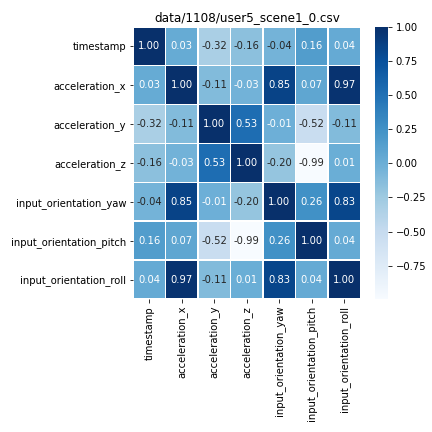 data/1108/user5_scene1_0.csv
timestamp 1.00 0.03 -0.32 -0.16 -0.04 0.16 0.04
acceleration_x 0.03 1.00 -0.11 -0.03 0.85 0.07 0.97
acceleration_y -0.32 -0.11 1.00 0.53 -0.01 -0.52 -0.11
acceleration_z -0.16 -0.03 0.53 1.00 -0.20 -0.99 0.01
input_orientation_yaw -0.04 0.85 -0.01 -0.20 1.00 0.26 0.83
input_orientation_pitch 0.16 0.07 -0.52 -0.99 0.26 1.00 0.04
input_orientation_roll 0.04 0.97 -0.11 0.01 0.83 0.04 1.00
timestamp
acceleration_x
acceleration_y
acceleration_z
input_orientation_yaw
input_orientation_pitch
input_orientation_roll
1.00
0.75
0.50
0.25
0.00
-0.25
-0.50
-0.75